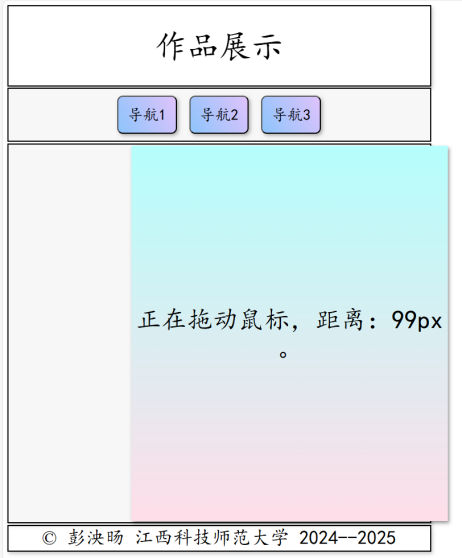 作品展示
导航1 导航2 导航3
正在拖动鼠标，距离：99px
。
© 彭泱旸 江西科技师范大学 2024--2025